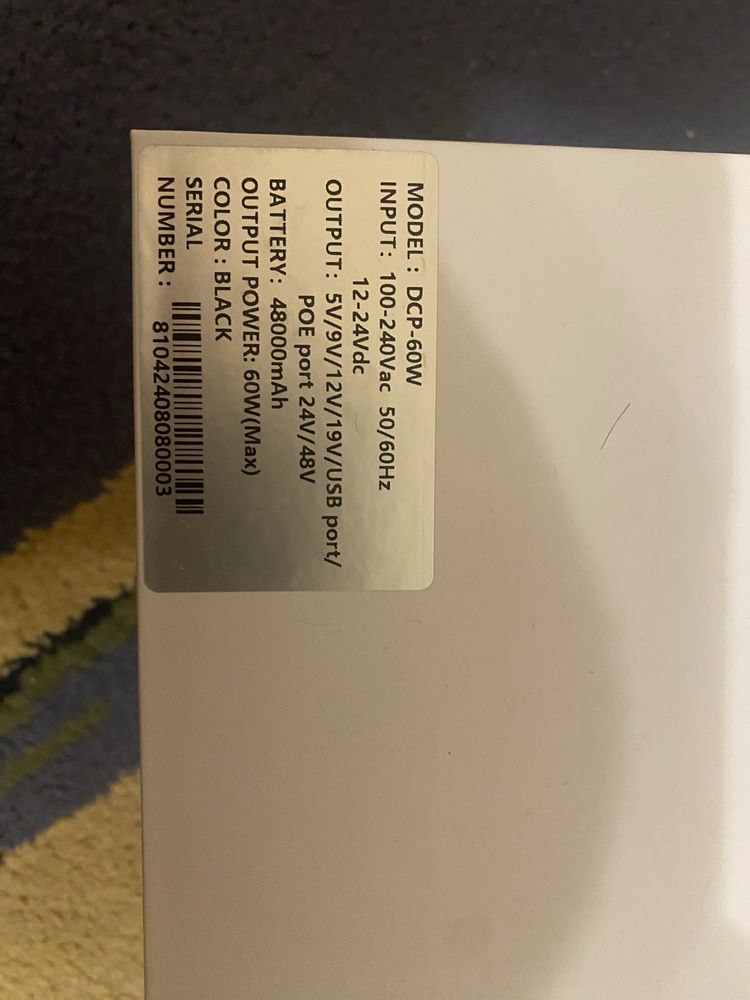 MODEL : DCP-60W
INPUT : 100-240Vac 50/60Hz
12-24Vdc
OUTPUT : 5V/9V/12V/19V/USB port/
POE port 24V/48V
BATTERY : 48000mAh
OUTPUT POWER: 60W(Max)
COLOR : BLACK
SERIAL
NUMBER :
81042408080003